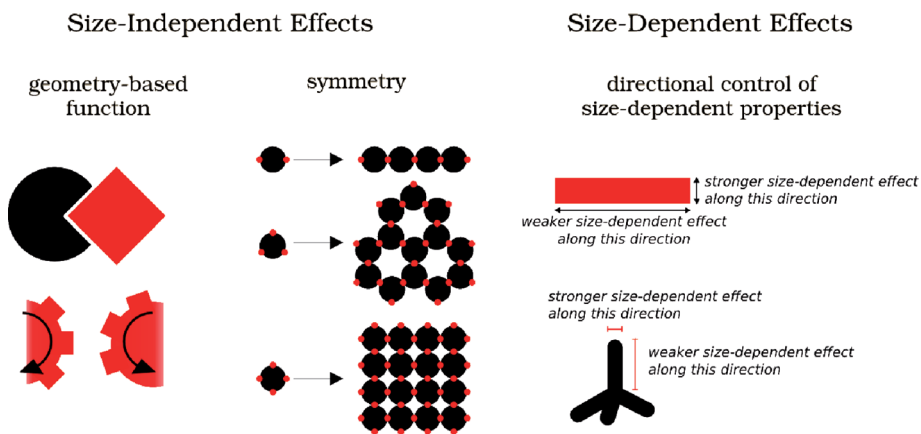 Size-Independent Effects
Size-Dependent Effects
geometry-based
function
symmetry
directional control of
size-dependent properties
stronger size-dependent effect
along this direction
weaker size-dependent effect
along this direction
stronger size-dependent effect
along this direction
weaker size-dependent effect
along this direction